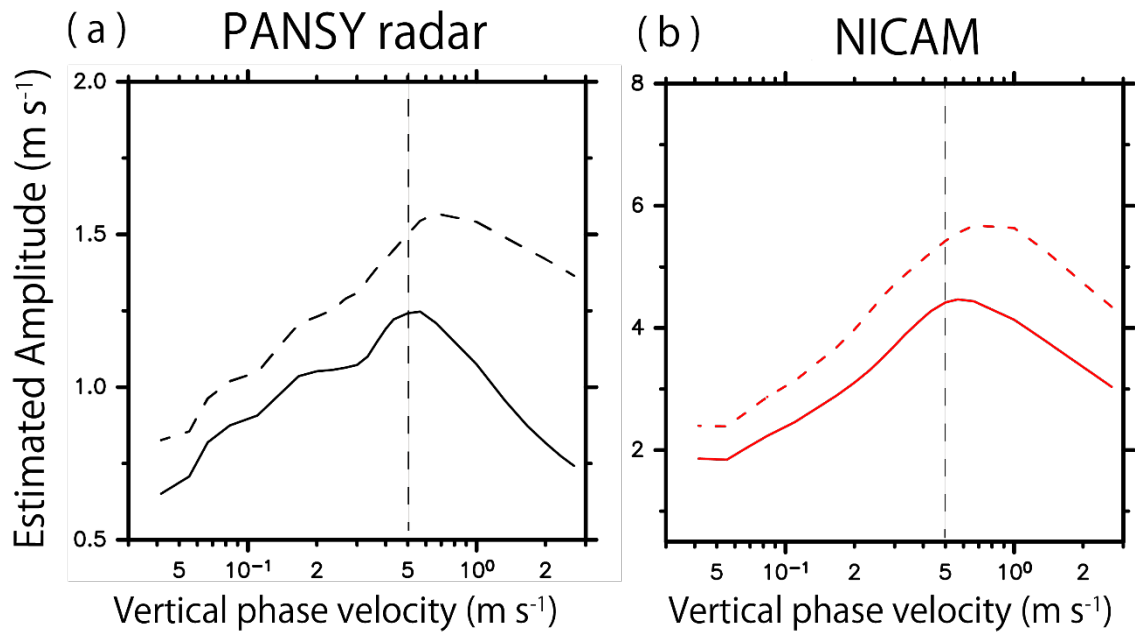 (a) PANSY radar
(b) NICAM
Estimated Amplitude (m s⁻¹)
2.0
1.5
1.0
0.5
5 10⁻¹ 2 5 10⁰ 2
Vertical phase velocity (m s⁻¹)
8
6
4
2
5 10⁻¹ 2 5 10⁰ 2
Vertical phase velocity (m s⁻¹)